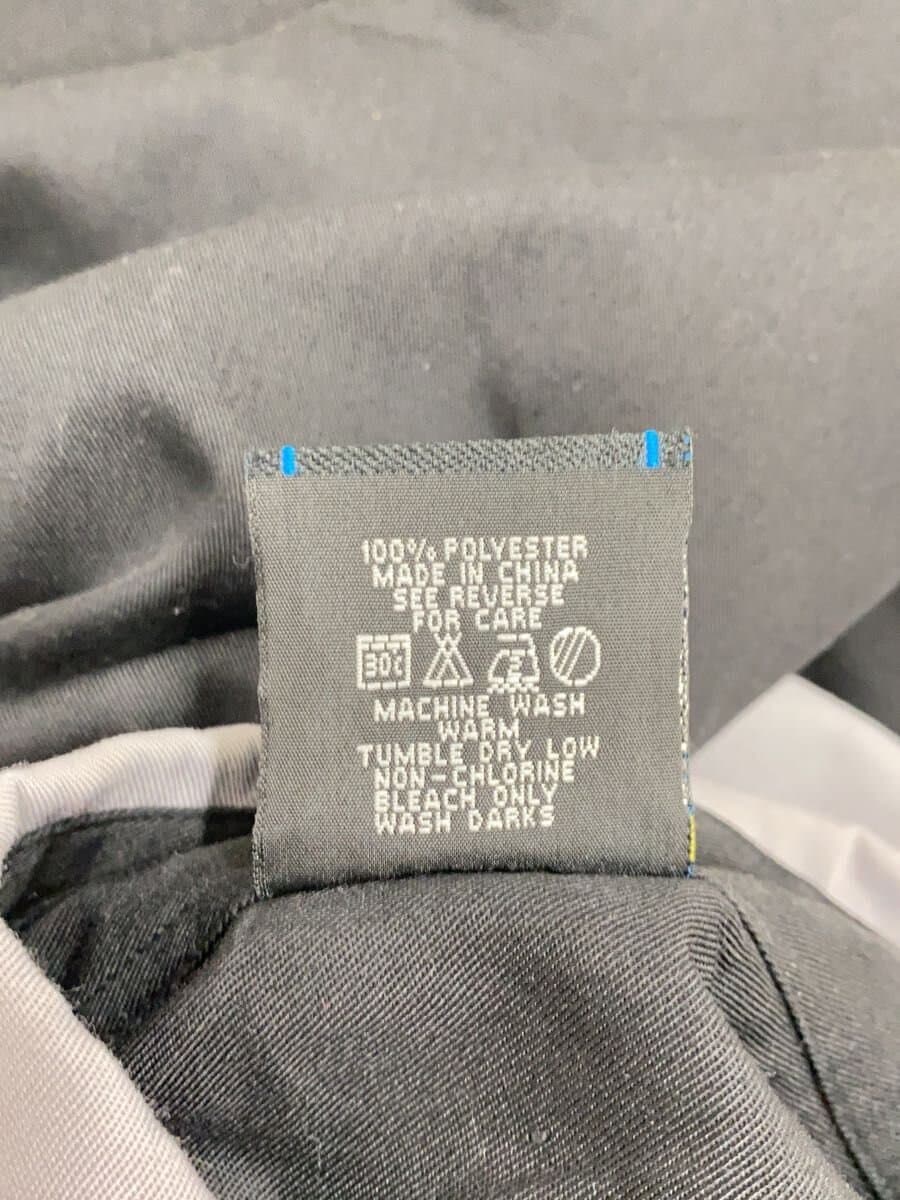 100% POLYESTER
MADE IN CHINA
SEE REVERSE
FOR CARE
MACHINE WASH
WARM
TUMBLE DRY LOW
NON-CHLORINE
BLEACH ONLY
WASH DARKS